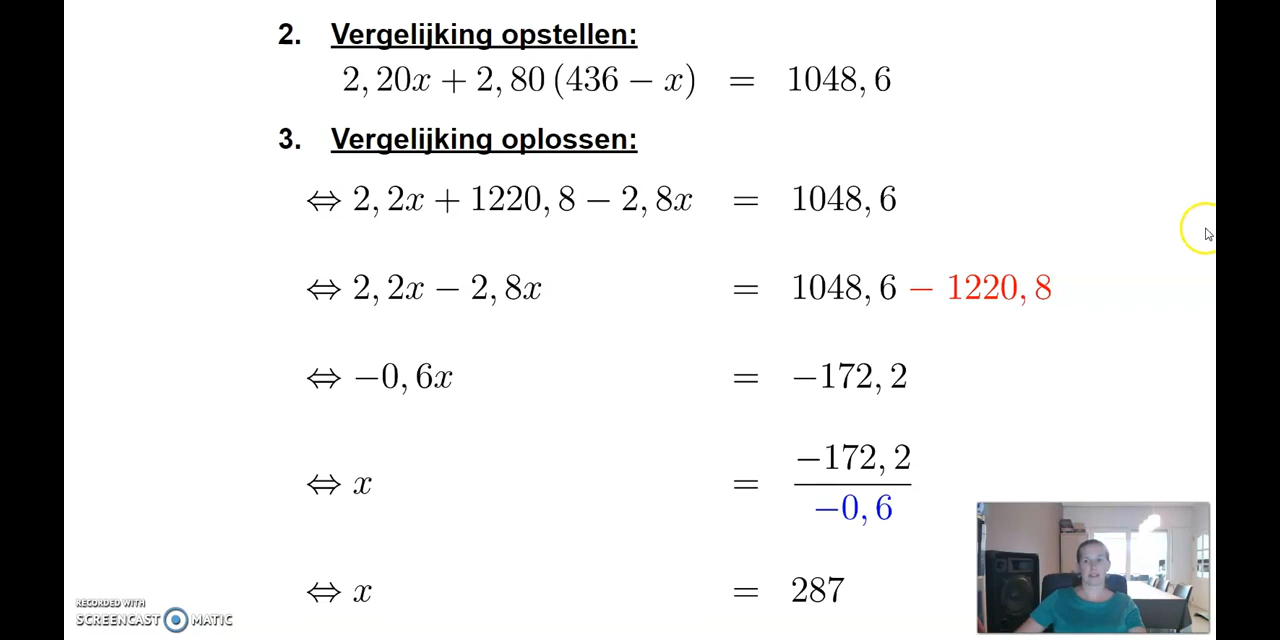 2. Vergelijking opstellen:
2,20x + 2,80 (436 − x) = 1048,6
3. Vergelijking oplossen:
⇔ 2,2x + 1220,8 − 2,8x = 1048,6
⇔ 2,2x − 2,8x = 1048,6 − 1220,8
⇔ −0,6x = −172,2
⇔ x = −172,2 / −0,6
⇔ x = 287
RECORDED WITH
SCREENCAST MATIC